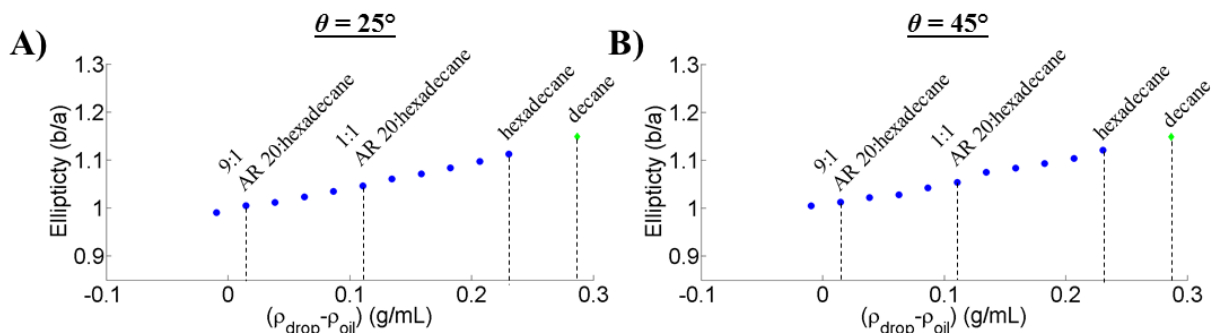 A)
θ = 25°
Ellipticty (b/a)
1.3
1.2
1.1
1
0.9
9:1
AR 20:hexadecane
1:1
AR 20:hexadecane
hexadecane
decane
-0.1
0
0.1
0.2
0.3
(ρdrop-ρoil) (g/mL)
B)
θ = 45°
Ellipticty (b/a)
1.3
1.2
1.1
1
0.9
9:1
AR 20:hexadecane
1:1
AR 20:hexadecane
hexadecane
decane
-0.1
0
0.1
0.2
0.3
(ρdrop-ρoil) (g/mL)